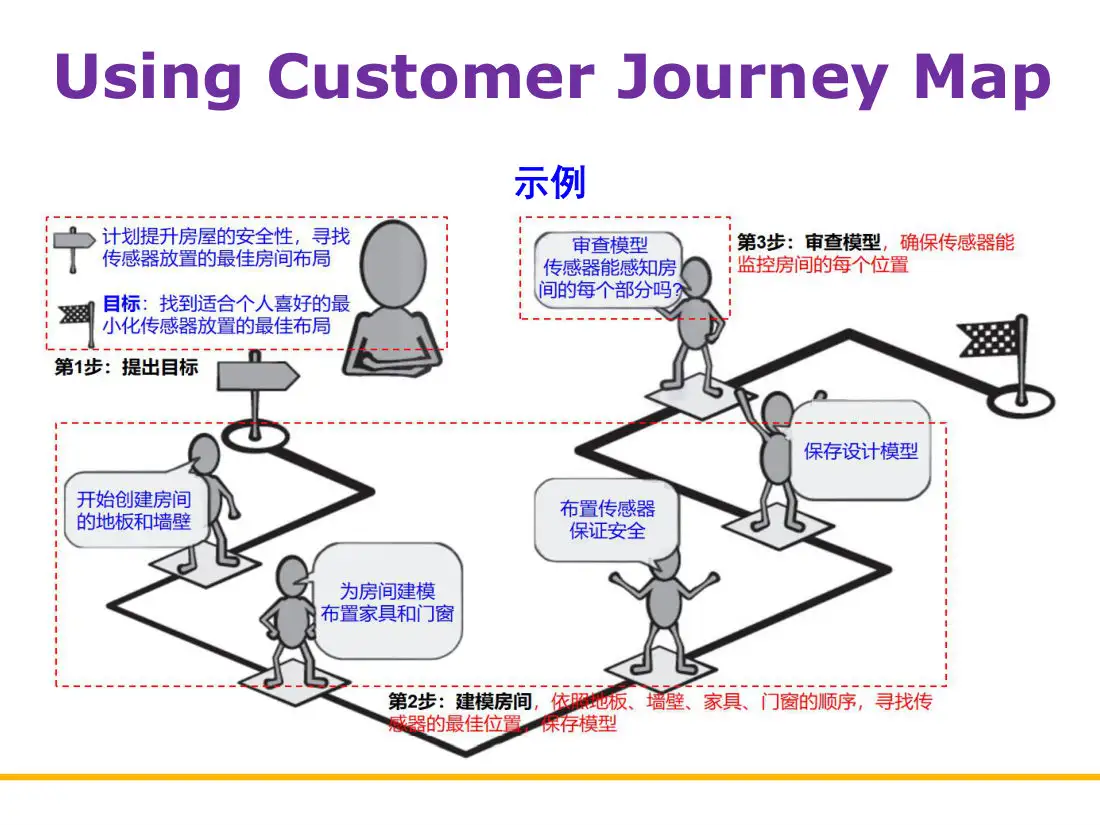 Using Customer Journey Map
示例
计划提升房屋的安全性，寻找
传感器放置的最佳房间布局
目标：找到适合个人喜好的最
小化传感器放置的最佳布局
第1步：提出目标
审查模型
传感器能感知房
间的每个部分吗?
第3步：审查模型，确保传感器能
监控房间的每个位置
开始创建房间
的地板和墙壁
为房间建模
布置家具和门窗
布置传感器
保证安全
保存设计模型
第2步：建模房间，依照地板、墙壁、家具、门窗的顺序，寻找传
感器的最佳位置，保存模型